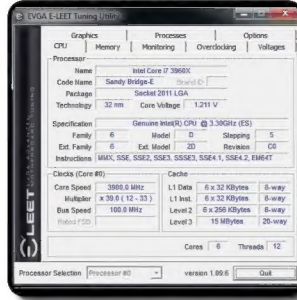 EVGA E-LEET Tuning Utility
Graphics Processes Options
CPU Memory Monitoring Overclocking Voltages
Processor
Name Intel Core i7 3960X
Code Name Sandy Bridge-E Brand ID
Package Socket 2011 LGA
Technology 32 nm Core Voltage 1.211 V
Specification Genuine Intel(R) CPU @ 3.30GHz (ES)
Family 6 Model D Stepping 5
Ext. Family 6 Ext. Model 2D Revision C0
Instructions MMX, SSE, SSE2, SSE3, SSSE3, SSE4.1, SSE4.2, EM64T
Clocks (Core #0) Cache
Core Speed 3900.0 MHz L1 Data 6 x 32 KBytes 8-way
Multiplier x 39.0 ( 12 - 33 ) L1 Inst. 6 x 32 KBytes 8-way
Bus Speed 100.0 MHz Level 2 6 x 256 KBytes 8-way
Rated FSB Level 3 15 MBytes 20-way
E-LEET
Cores 6 Threads 12
Processor Selection Processor #0 version 1.09.6 Quit